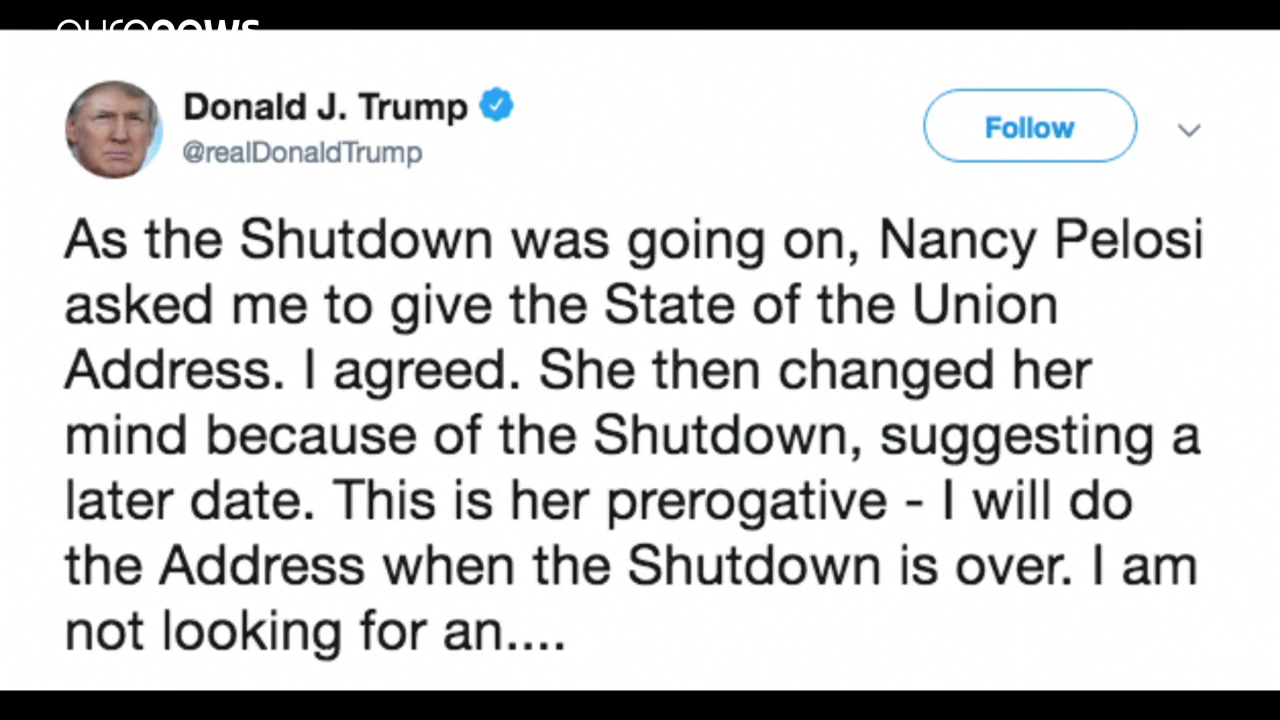 euronews
Donald J. Trump
@realDonaldTrump
Follow
As the Shutdown was going on, Nancy Pelosi
asked me to give the State of the Union
Address. I agreed. She then changed her
mind because of the Shutdown, suggesting a
later date. This is her prerogative - I will do
the Address when the Shutdown is over. I am
not looking for an....